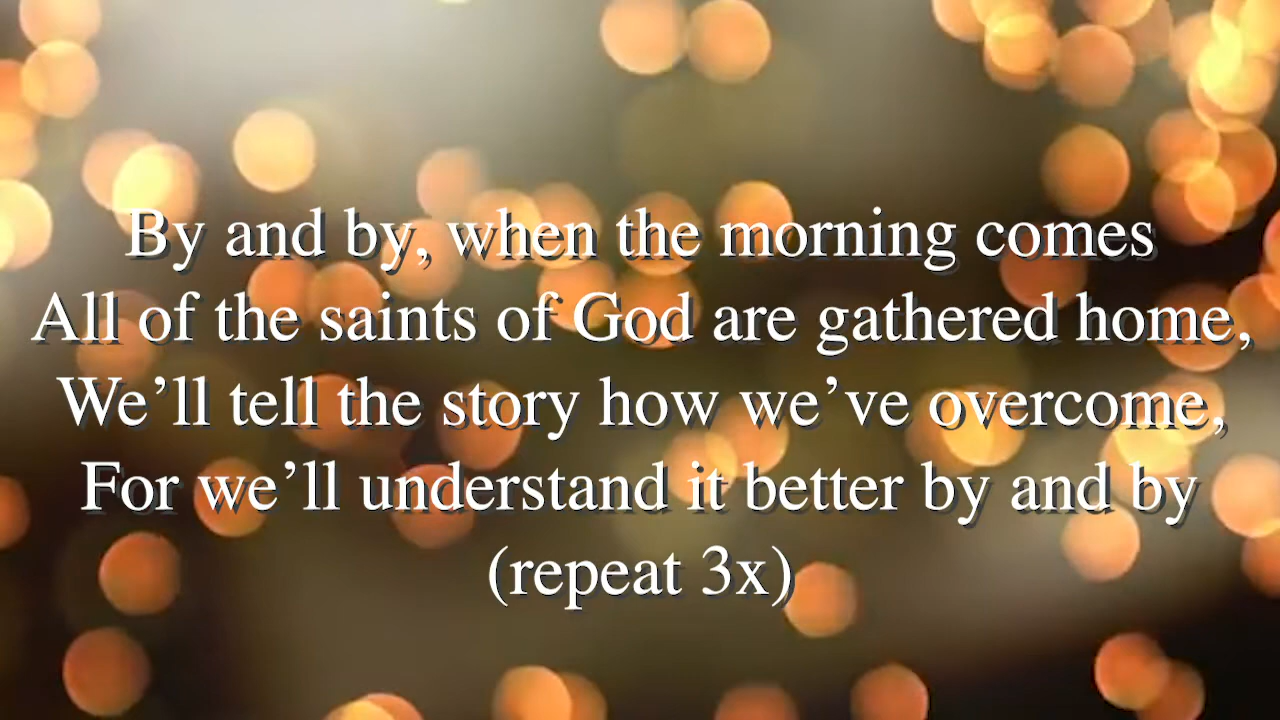 By and by, when the morning comes
All of the saints of God are gathered home,
We’ll tell the story how we’ve overcome,
For we’ll understand it better by and by
(repeat 3x)